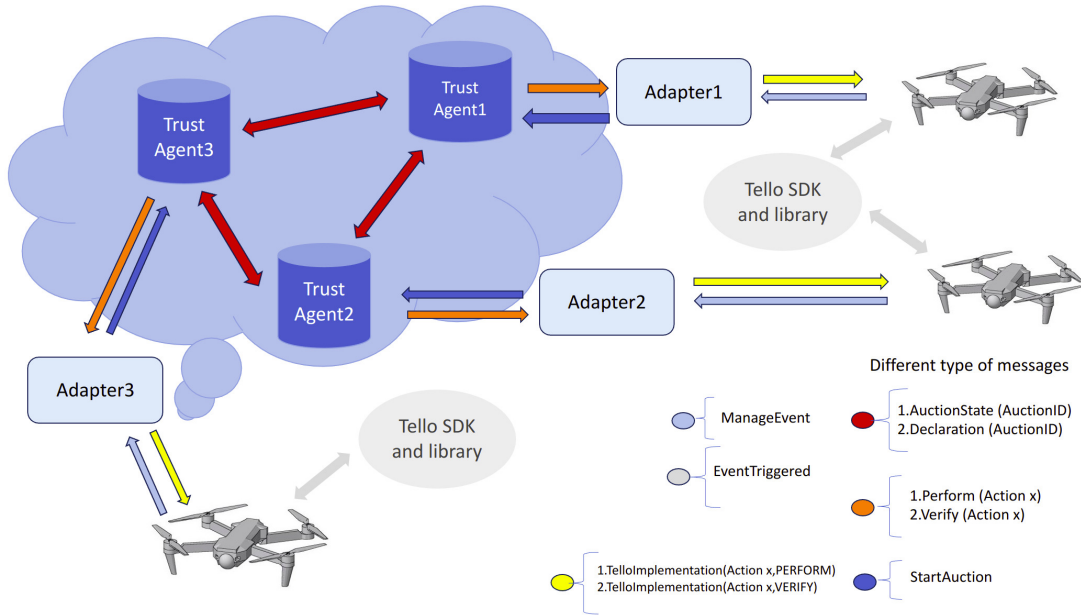 Trust
Agent1
Adapter1
Trust
Agent3
Tello SDK
and library
Trust
Agent2
Adapter2
Adapter3
Tello SDK
and library
Different type of messages
ManageEvent
1.AuctionState (AuctionID)
2.Declaration (AuctionID)
EventTriggered
1.Perform (Action x)
2.Verify (Action x)
1.TelloImplementation(Action x,PERFORM)
2.TelloImplementation(Action x,VERIFY)
StartAuction